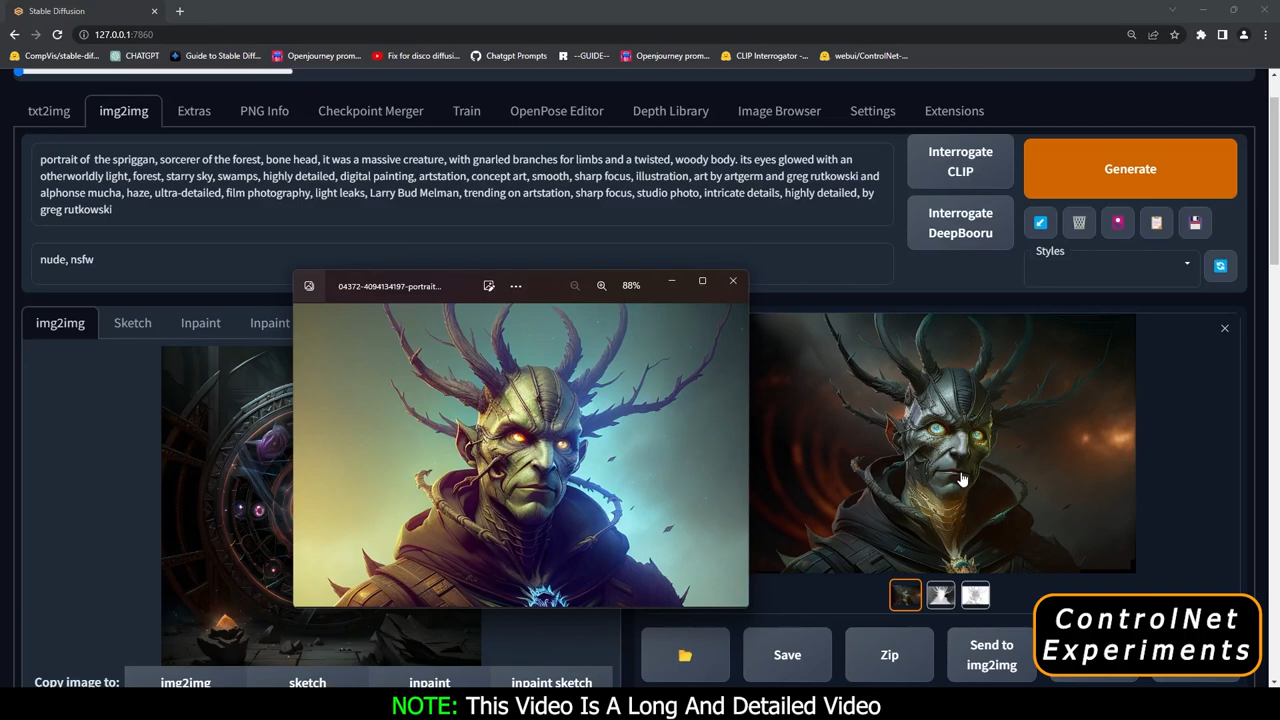 Stable Diffusion
127.0.0.1:7860
CompVis/stable-dif...
CHATGPT
Guide to Stable Diff...
Openjourney prom...
Fix for disco diffusi...
Chatgpt Prompts
--GUIDE--
Openjourney prom...
CLIP Interrogator -...
webui/ControlNet-...
txt2img
img2img
Extras
PNG Info
Checkpoint Merger
Train
OpenPose Editor
Depth Library
Image Browser
Settings
Extensions
portrait of the spriggan, sorcerer of the forest, bone head, it was a massive creature, with gnarled branches for limbs and a twisted, woody body. its eyes glowed with an
otherworldly light, forest, starry sky, swamps, highly detailed, digital painting, artstation, concept art, smooth, sharp focus, illustration, art by artgerm and greg rutkowski and
alphonse mucha, haze, ultra-detailed, film photography, light leaks, Larry Bud Melman, trending on artstation, sharp focus, studio photo, intricate details, highly detailed, by
greg rutkowski
Interrogate
CLIP
Generate
Interrogate
DeepBooru
Styles
nude, nsfw
04372-4094134197-portrait...
88%
img2img
Sketch
Inpaint
Inpaint
Copy image to:
img2img
sketch
inpaint
inpaint sketch
Save
Zip
Send to
img2img
ControlNet
Experiments
NOTE: This Video Is A Long And Detailed Video